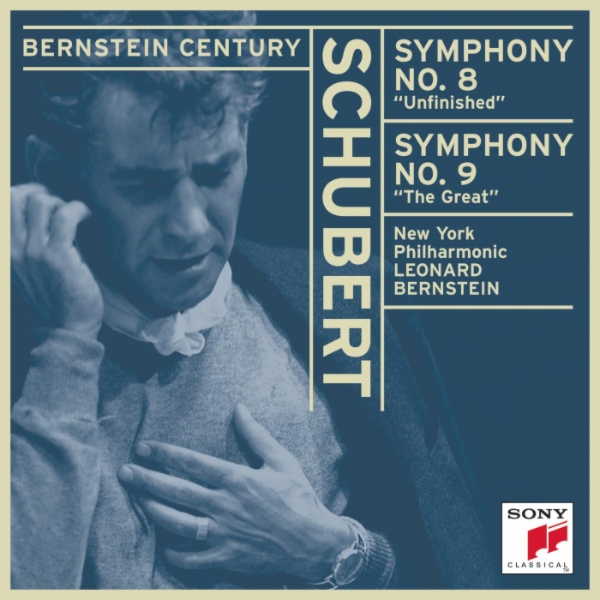 BERNSTEIN CENTURY
SCHUBERT
SYMPHONY
NO. 8
“Unfinished”
SYMPHONY
NO. 9
“The Great”
New York
Philharmonic
LEONARD
BERNSTEIN
SONY
CLASSICAL
TM